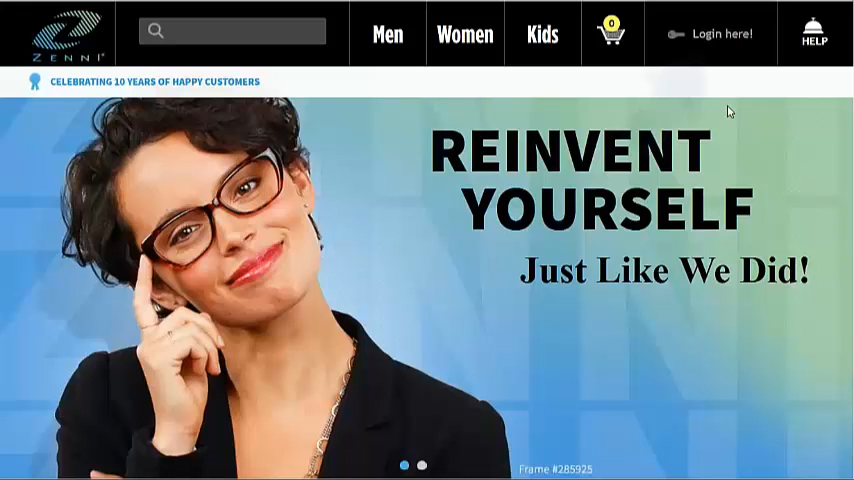 ZENNI
Men
Women
Kids
0
Login here!
HELP
CELEBRATING 10 YEARS OF HAPPY CUSTOMERS
REINVENT
YOURSELF
Just Like We Did!
Frame #285925